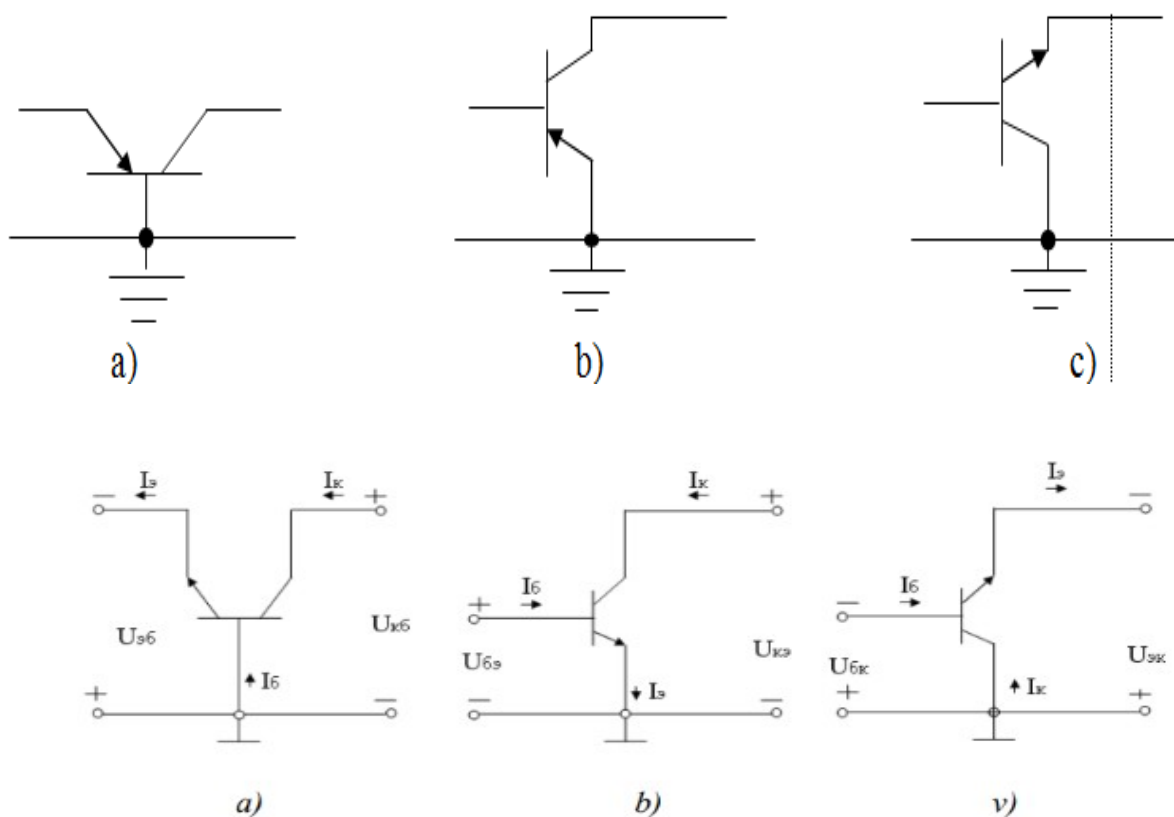 a) b) c)
− Iэ Iк +
Iк +
Iэ −
+ Iб
− Iб
Uэб Uкб
Uбэ Uкэ
Uбк Uэк
+ Iб −
− Iэ −
+ Iк +
a) b) v)